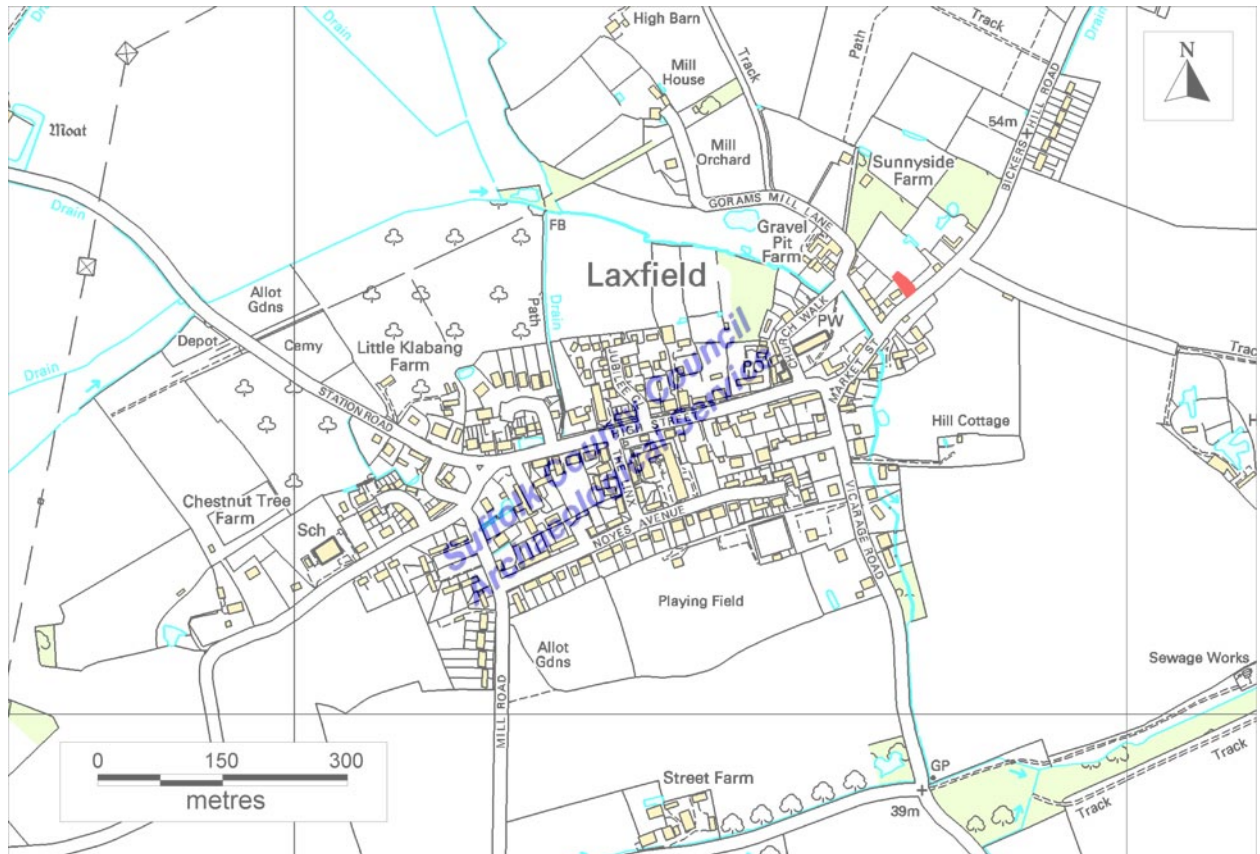 Drain
Drain
Drain
High Barn
Track
Path
Track
N
Mill
House
Moat
54m
BICKERS HILL ROAD
Mill
Orchard
Sunnyside
Farm
Drain
GORAMS MILL LANE
FB
Gravel
Pit
Farm
Laxfield
Allot
Gdns
Path
Drain
CHURCH WALK
PW
Depot
Cemy
Little Klabang
Farm
JUBILEE
PO
MARKET ST
Track
Drain
STATION ROAD
HIGH STREET
Suffolk County Council
Archaeological Service
Hill Cottage
H
Chestnut Tree
Farm
Sch
NOYES AVENUE
VICARAGE ROAD
Playing Field
Allot
Gdns
Sewage Works
MILL ROAD
0 150 300
metres
Street Farm
GP
39m
Track
Track